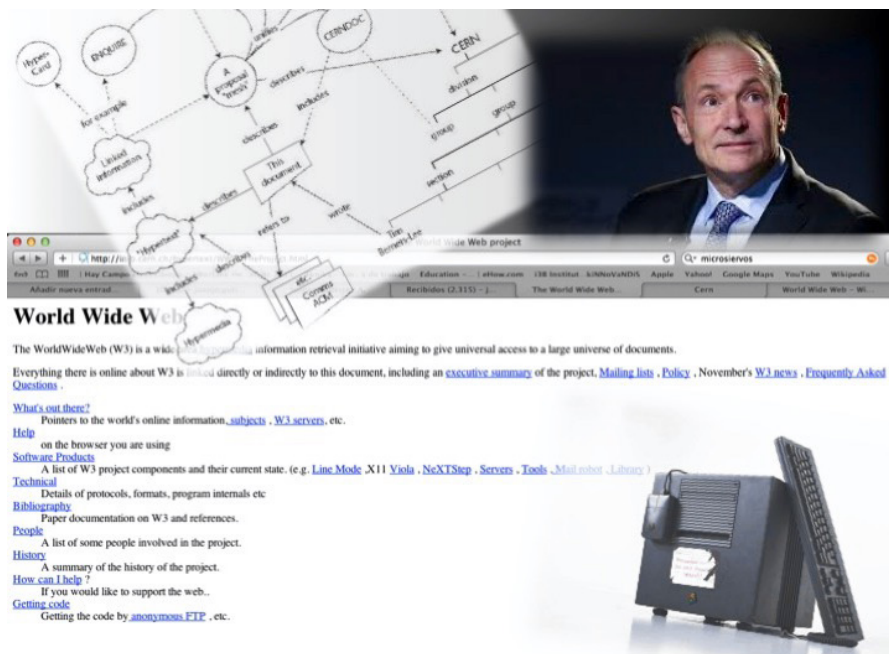 Hyper-
Card
ENQUIRE
unifies
CERNDOC
A
proposal
"mesh"
describes
CERN
division
for example
includes
group
group
describes
Linked
information
section
This
document
includes
describes
refers to
wrote
Tim
Berners-Lee
"Hypertext"
describes
includes
etc
Comms
ACM
Hypermedia
World Wide Web project
http://
microsiervos
Hay Campo
Education - ...
eHow.com
i3B Institut
kiNNoVaNDiS
Apple
Yahoo!
Google Maps
YouTube
Wikipedia
Añadir nueva entrad...
Recibidos (2.315) - j...
The World Wide Web...
Cern
World Wide Web - Wi...
World Wide Web
The WorldWideWeb (W3) is a wide information retrieval initiative aiming to give universal access to a large universe of documents.
Everything there is online about W3 is linked directly or indirectly to this document, including an executive summary of the project, Mailing lists , Policy , November's W3 news , Frequently Asked
Questions .
What's out there?
Pointers to the world's online information, subjects , W3 servers, etc.
Help
on the browser you are using
Software Products
A list of W3 project components and their current state. (e.g. Line Mode ,X11 Viola , NeXTStep , Servers , Tools , Mail robot , Library )
Technical
Details of protocols, formats, program internals etc
Bibliography
Paper documentation on W3 and references.
People
A list of some people involved in the project.
History
A summary of the history of the project.
How can I help ?
If you would like to support the web..
Getting code
Getting the code by anonymous FTP , etc.